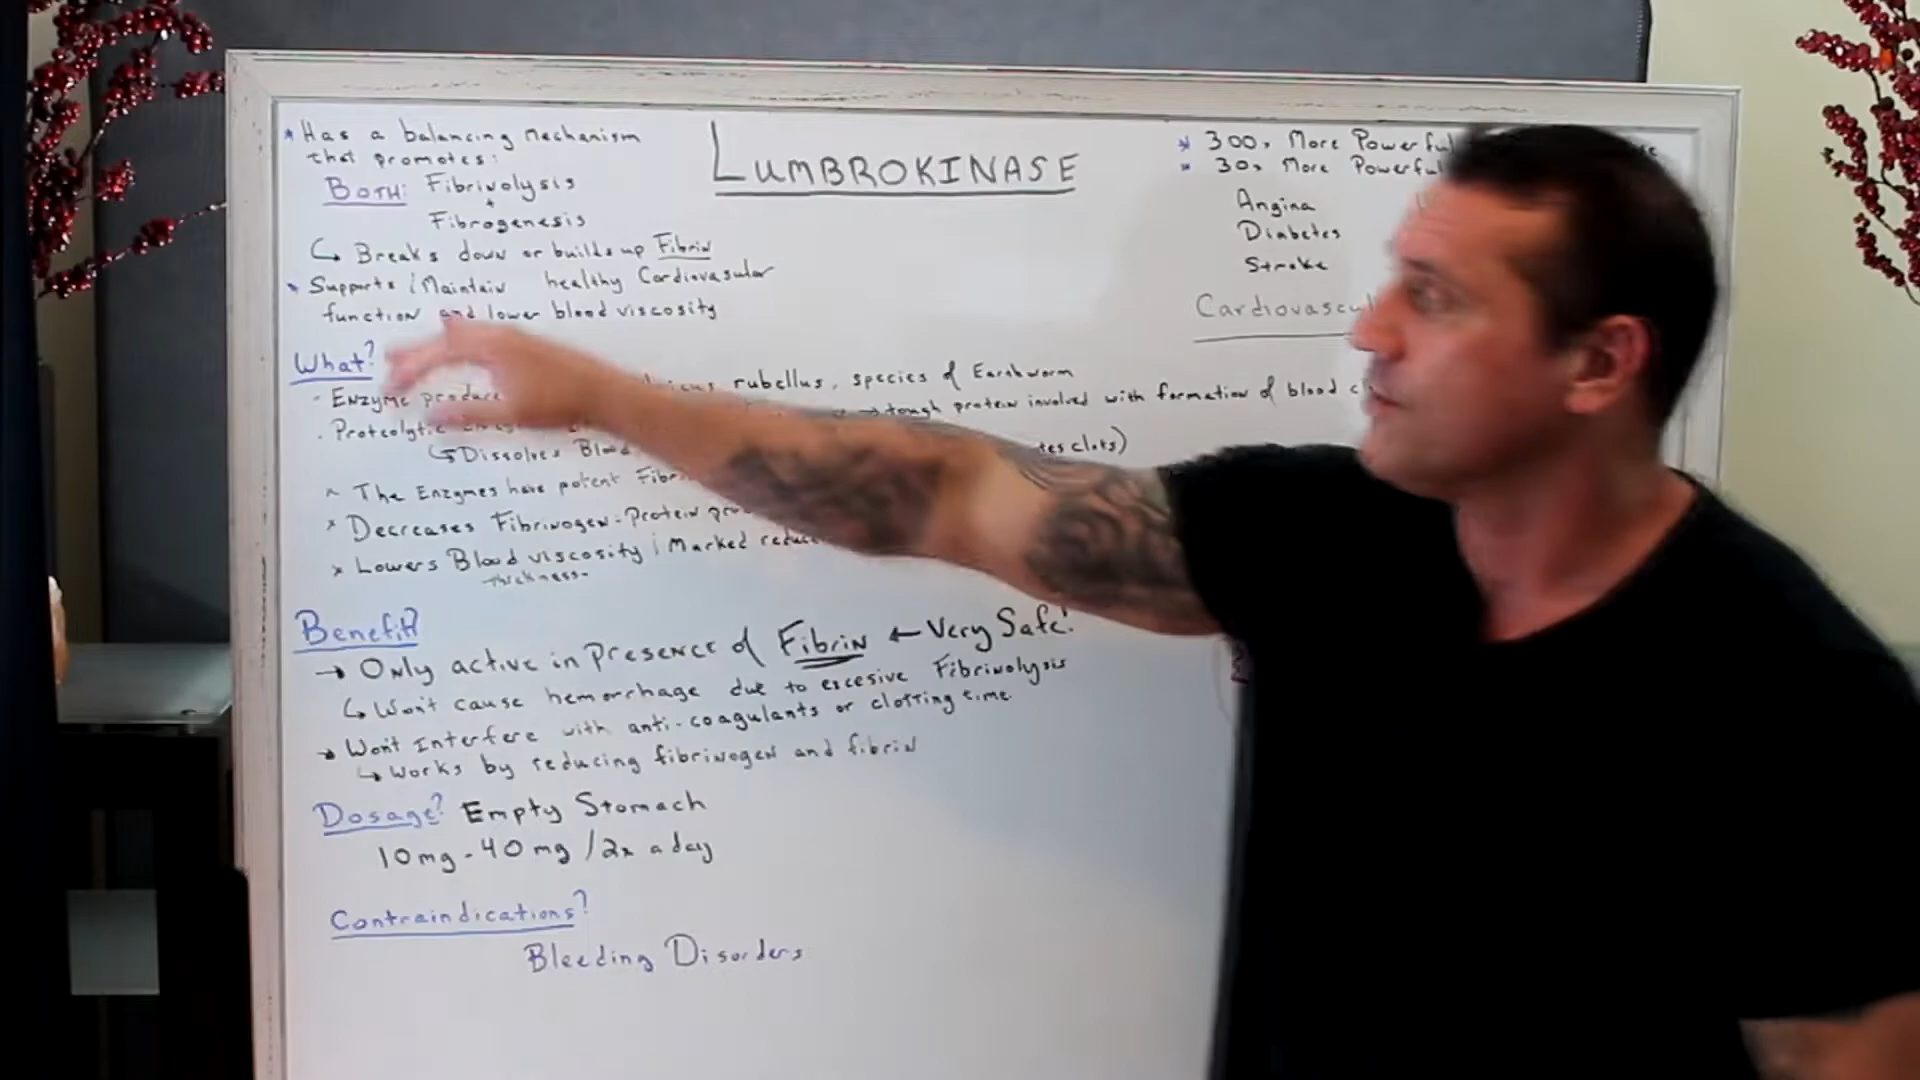 * Has a balancing mechanism
that promotes:
BOTH: Fibrinolysis
+
Fibrogenesis
↳ Breaks down or builds up Fibrin
* Supports ; Maintain healthy Cardiovasular
function and lower blood viscosity
LUMBROKINASE
* 300x More Powerful
* 30x More Powerful
Angina
Diabetes
Stroke
Cardiovascul
What?
- Enzyme produce rubellus, species of Earthworm
. Proteolytic → tough protein involved with formation of blood
↳ Dissolves Blood tes clots)
^ The Enzymes have potent Fibr
* Decreases Fibrinogen - Protein
* Lowers Blood viscosity ; Marked reduc
Thickness-
Benefit?
→ Only active in presence of Fibrin ← Very Safe!
↳ Won't cause hemorrhage due to excesive Fibrinolysis
→ Won't Interfere with anti-coagulants or clotting time.
↳ Works by reducing fibrinogen and fibrin
Dosage? Empty Stomach
10mg - 40mg / 2x a day
Contraindications?
Bleeding Disorders